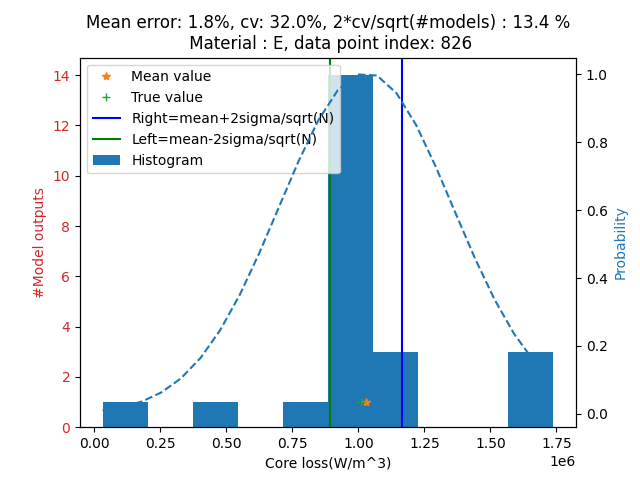 Mean error: 1.8%, cv: 32.0%, 2*cv/sqrt(#models) : 13.4 %
Material : E, data point index: 826
Mean value
True value
Right=mean+2sigma/sqrt(N)
Left=mean-2sigma/sqrt(N)
Histogram
#Model outputs
14
12
10
8
6
4
2
0
1.0
0.8
0.6
0.4
0.2
0.0
Probability
0.00 0.25 0.50 0.75 1.00 1.25 1.50 1.75
1e6
Core loss(W/m^3)